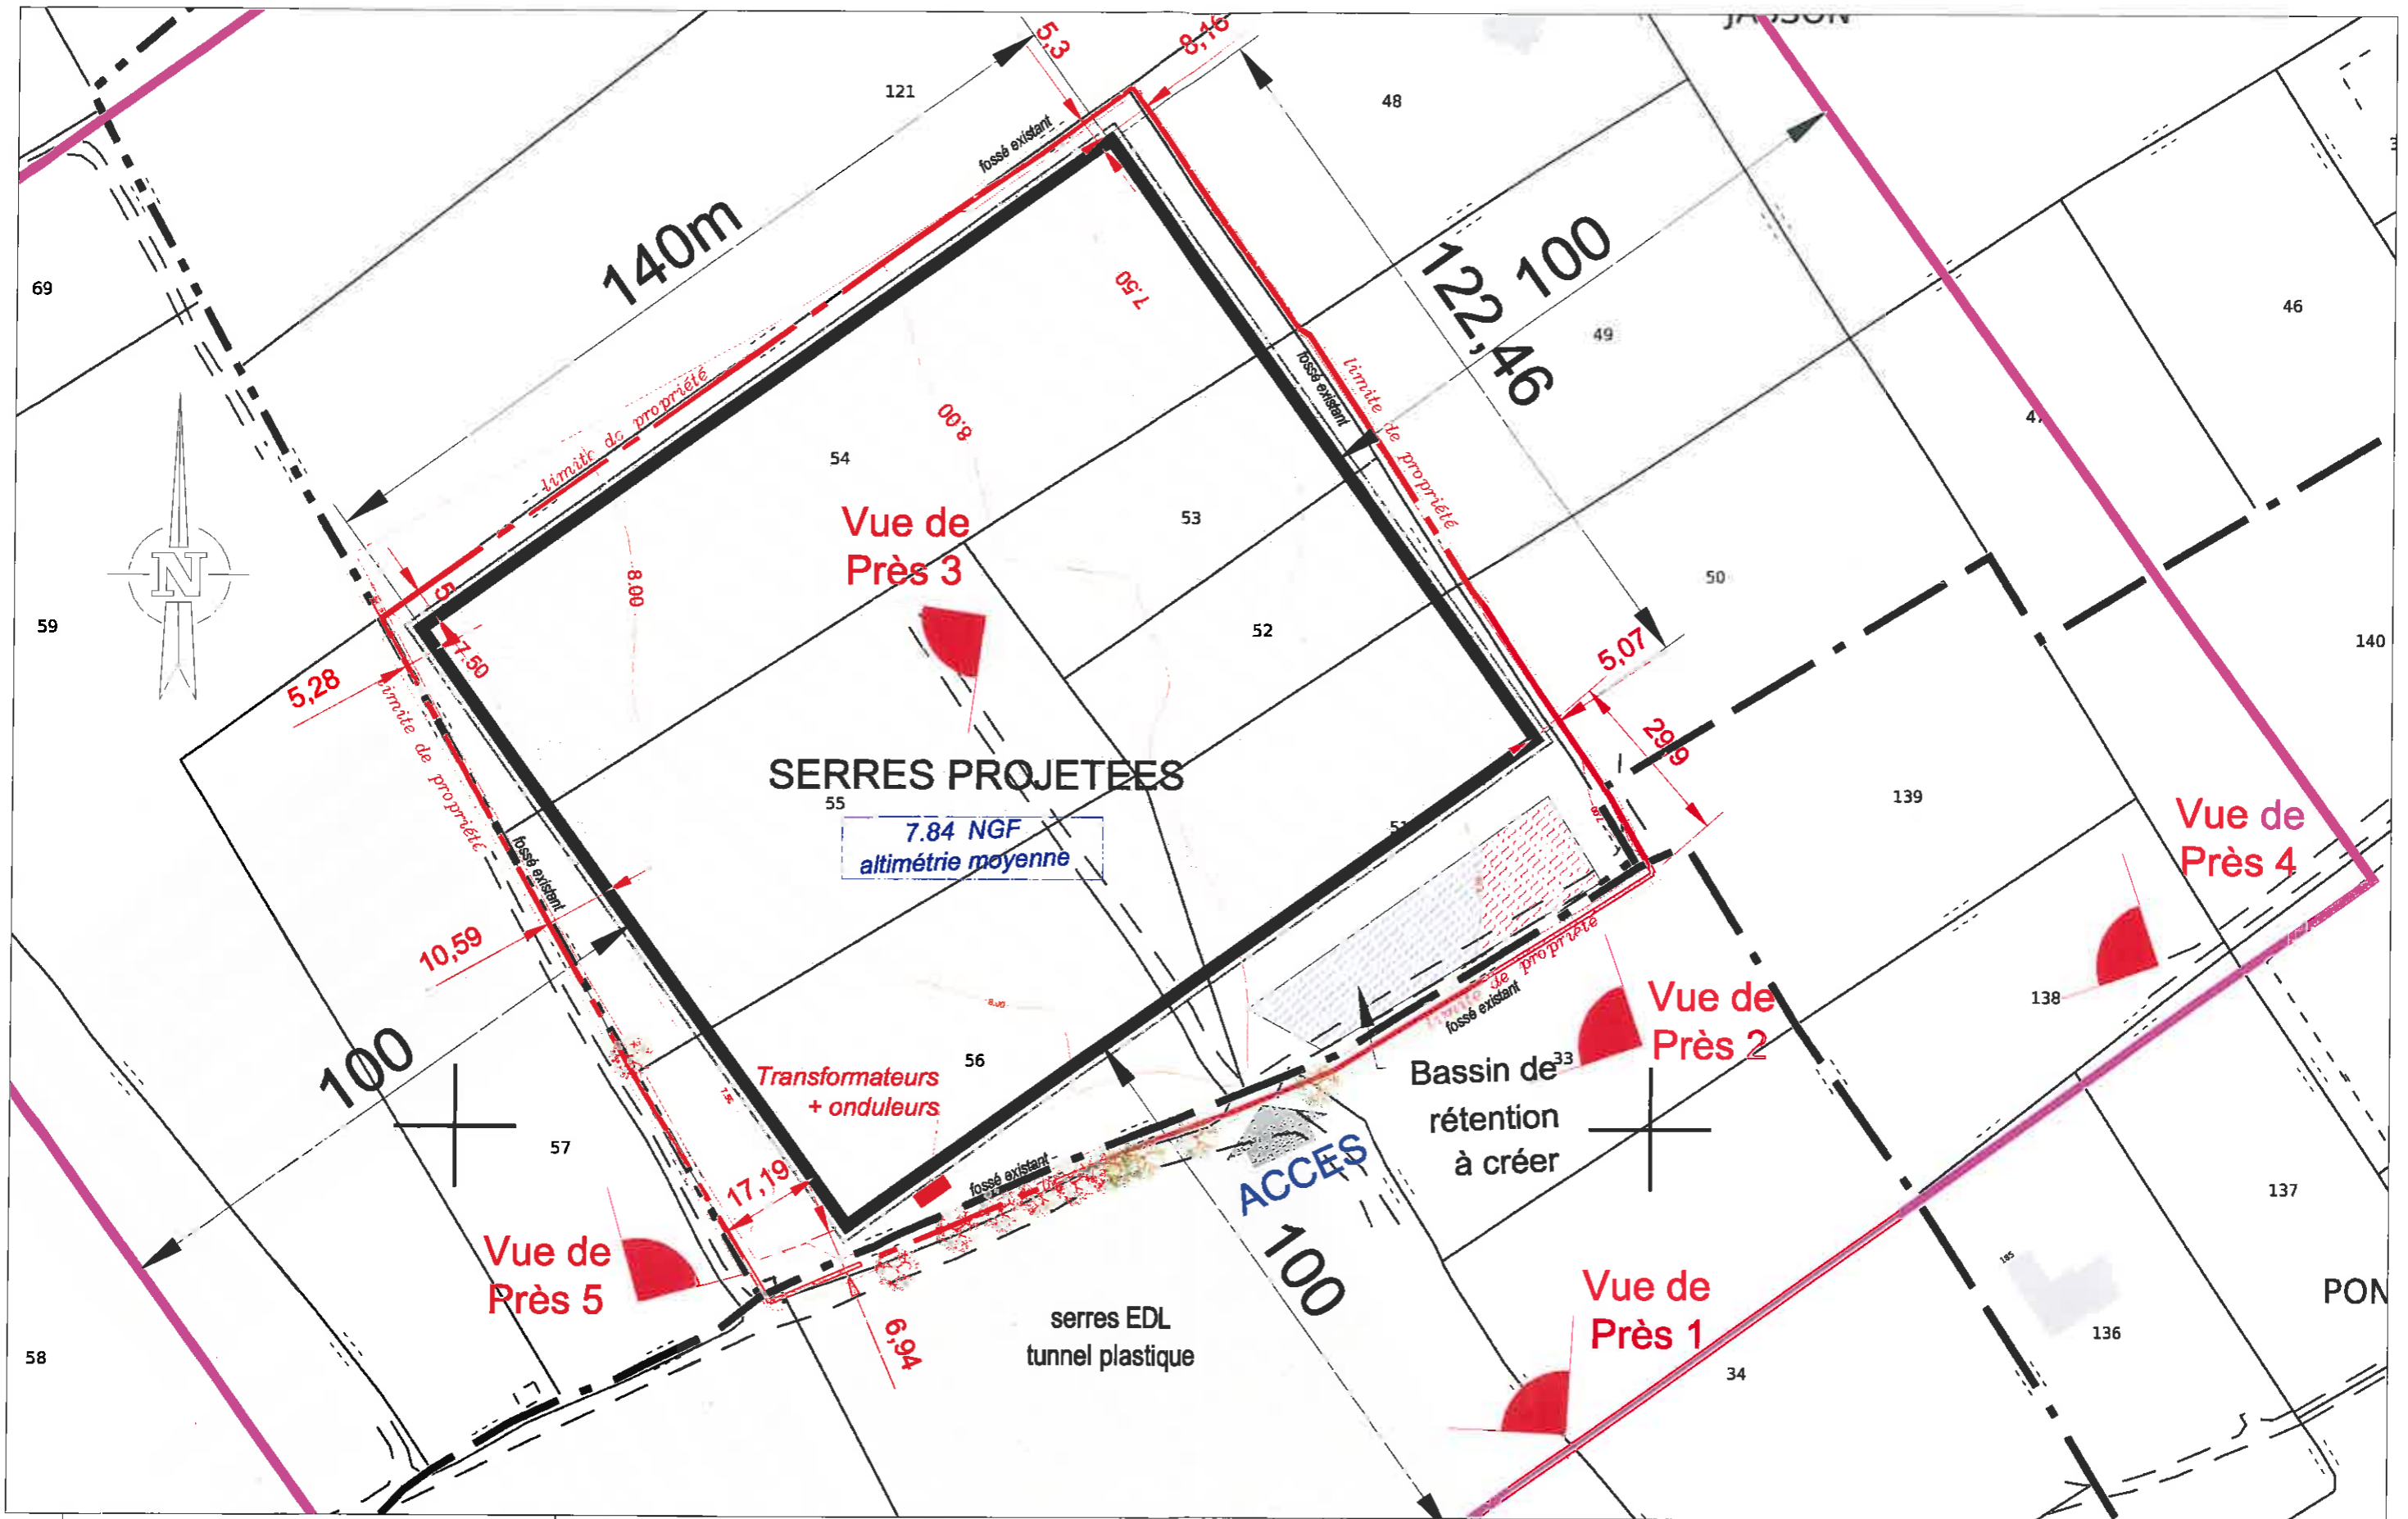 5,3
8,16
121
48
fossé existant
140m
122,46
100
69
7.50
49
46
47
fossé existant
limite de propriété
limite de propriété
8.00
54
53
Vue de
Près 3
N
8.00
50
59
5
7.50
52
5,07
140
5,28
limite de propriété
29,9
SERRES PROJETEES
55
7.84 NGF
altimétrie moyenne
51
139
Vue de
Près 4
fossé existant
10,59
limite de propriété
fossé existant
138
Vue de
Près 2
100
56
Transformateurs
+ onduleurs
33
Bassin de
rétention
à créer
57
17,19
fossé existant
ACCES
137
Vue de
Près 5
100
Vue de
Près 1
PON
serres EDL
tunnel plastique
6,94
136
58
34